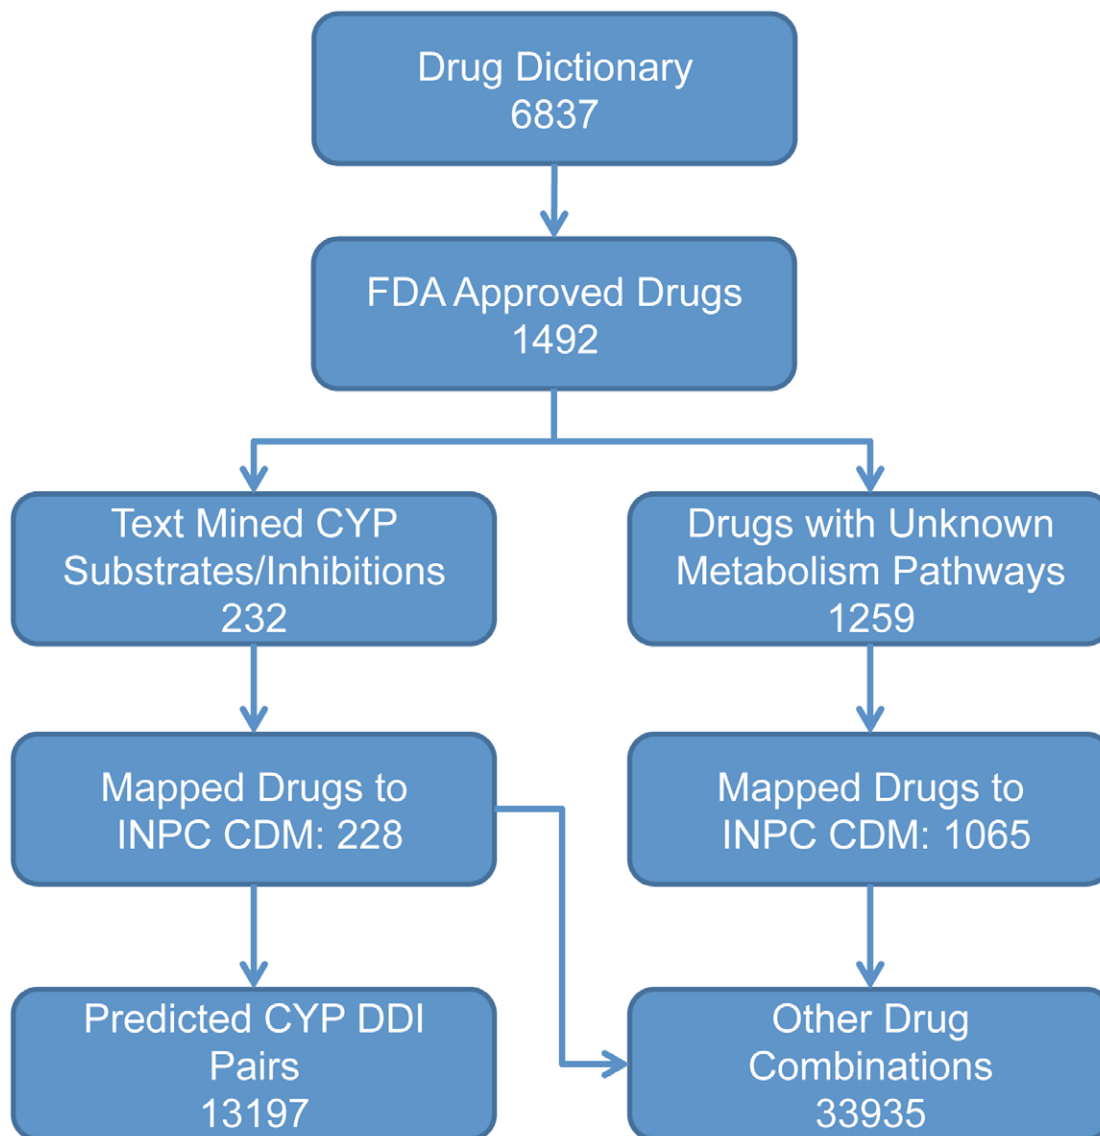 Drug Dictionary
6837
FDA Approved Drugs
1492
Text Mined CYP
Substrates/Inhibitions
232
Drugs with Unknown
Metabolism Pathways
1259
Mapped Drugs to
INPC CDM: 228
Mapped Drugs to
INPC CDM: 1065
Predicted CYP DDI
Pairs
13197
Other Drug
Combinations
33935